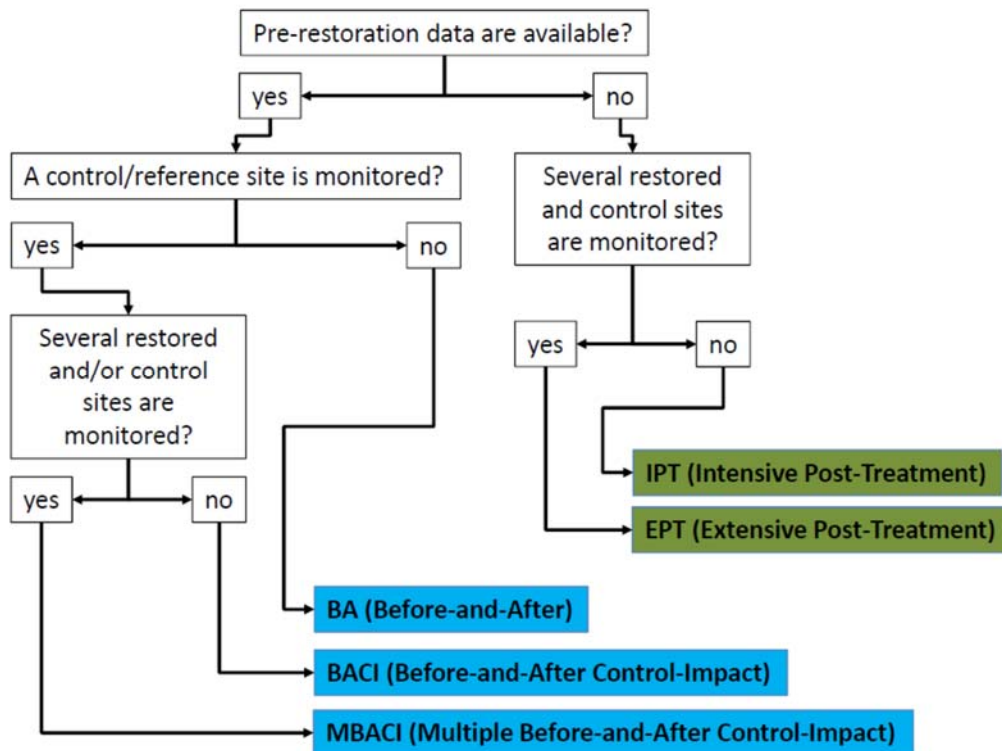 Pre-restoration data are available?
yes
no
A control/reference site is monitored?
Several restored
and control sites
are monitored?
yes
no
Several restored
and/or control
sites are
monitored?
yes
no
yes
no
IPT (Intensive Post-Treatment)
EPT (Extensive Post-Treatment)
BA (Before-and-After)
BACI (Before-and-After Control-Impact)
MBACI (Multiple Before-and-After Control-Impact)